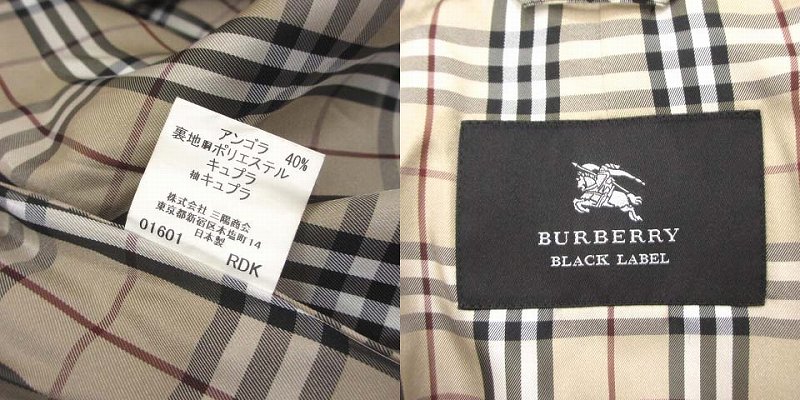 アンゴラ 40%
裏地 胴ポリエステル
キュプラ
袖キュプラ
株式会社 三陽商会
東京都新宿区本塩町14
日本製
01601 RDK
BURBERRY
BLACK LABEL